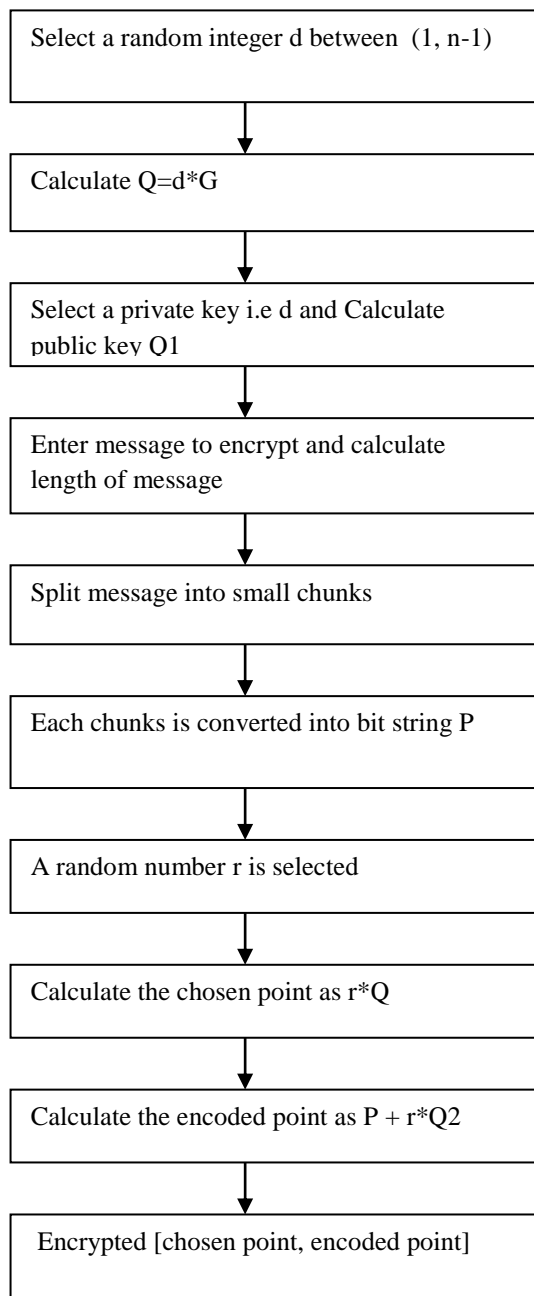 Select a random integer d between (1, n-1)
Calculate Q=d*G
Select a private key i.e d and Calculate
public key Q1
Enter message to encrypt and calculate
length of message
Split message into small chunks
Each chunks is converted into bit string P
A random number r is selected
Calculate the chosen point as r*Q
Calculate the encoded point as P + r*Q2
Encrypted [chosen point, encoded point]